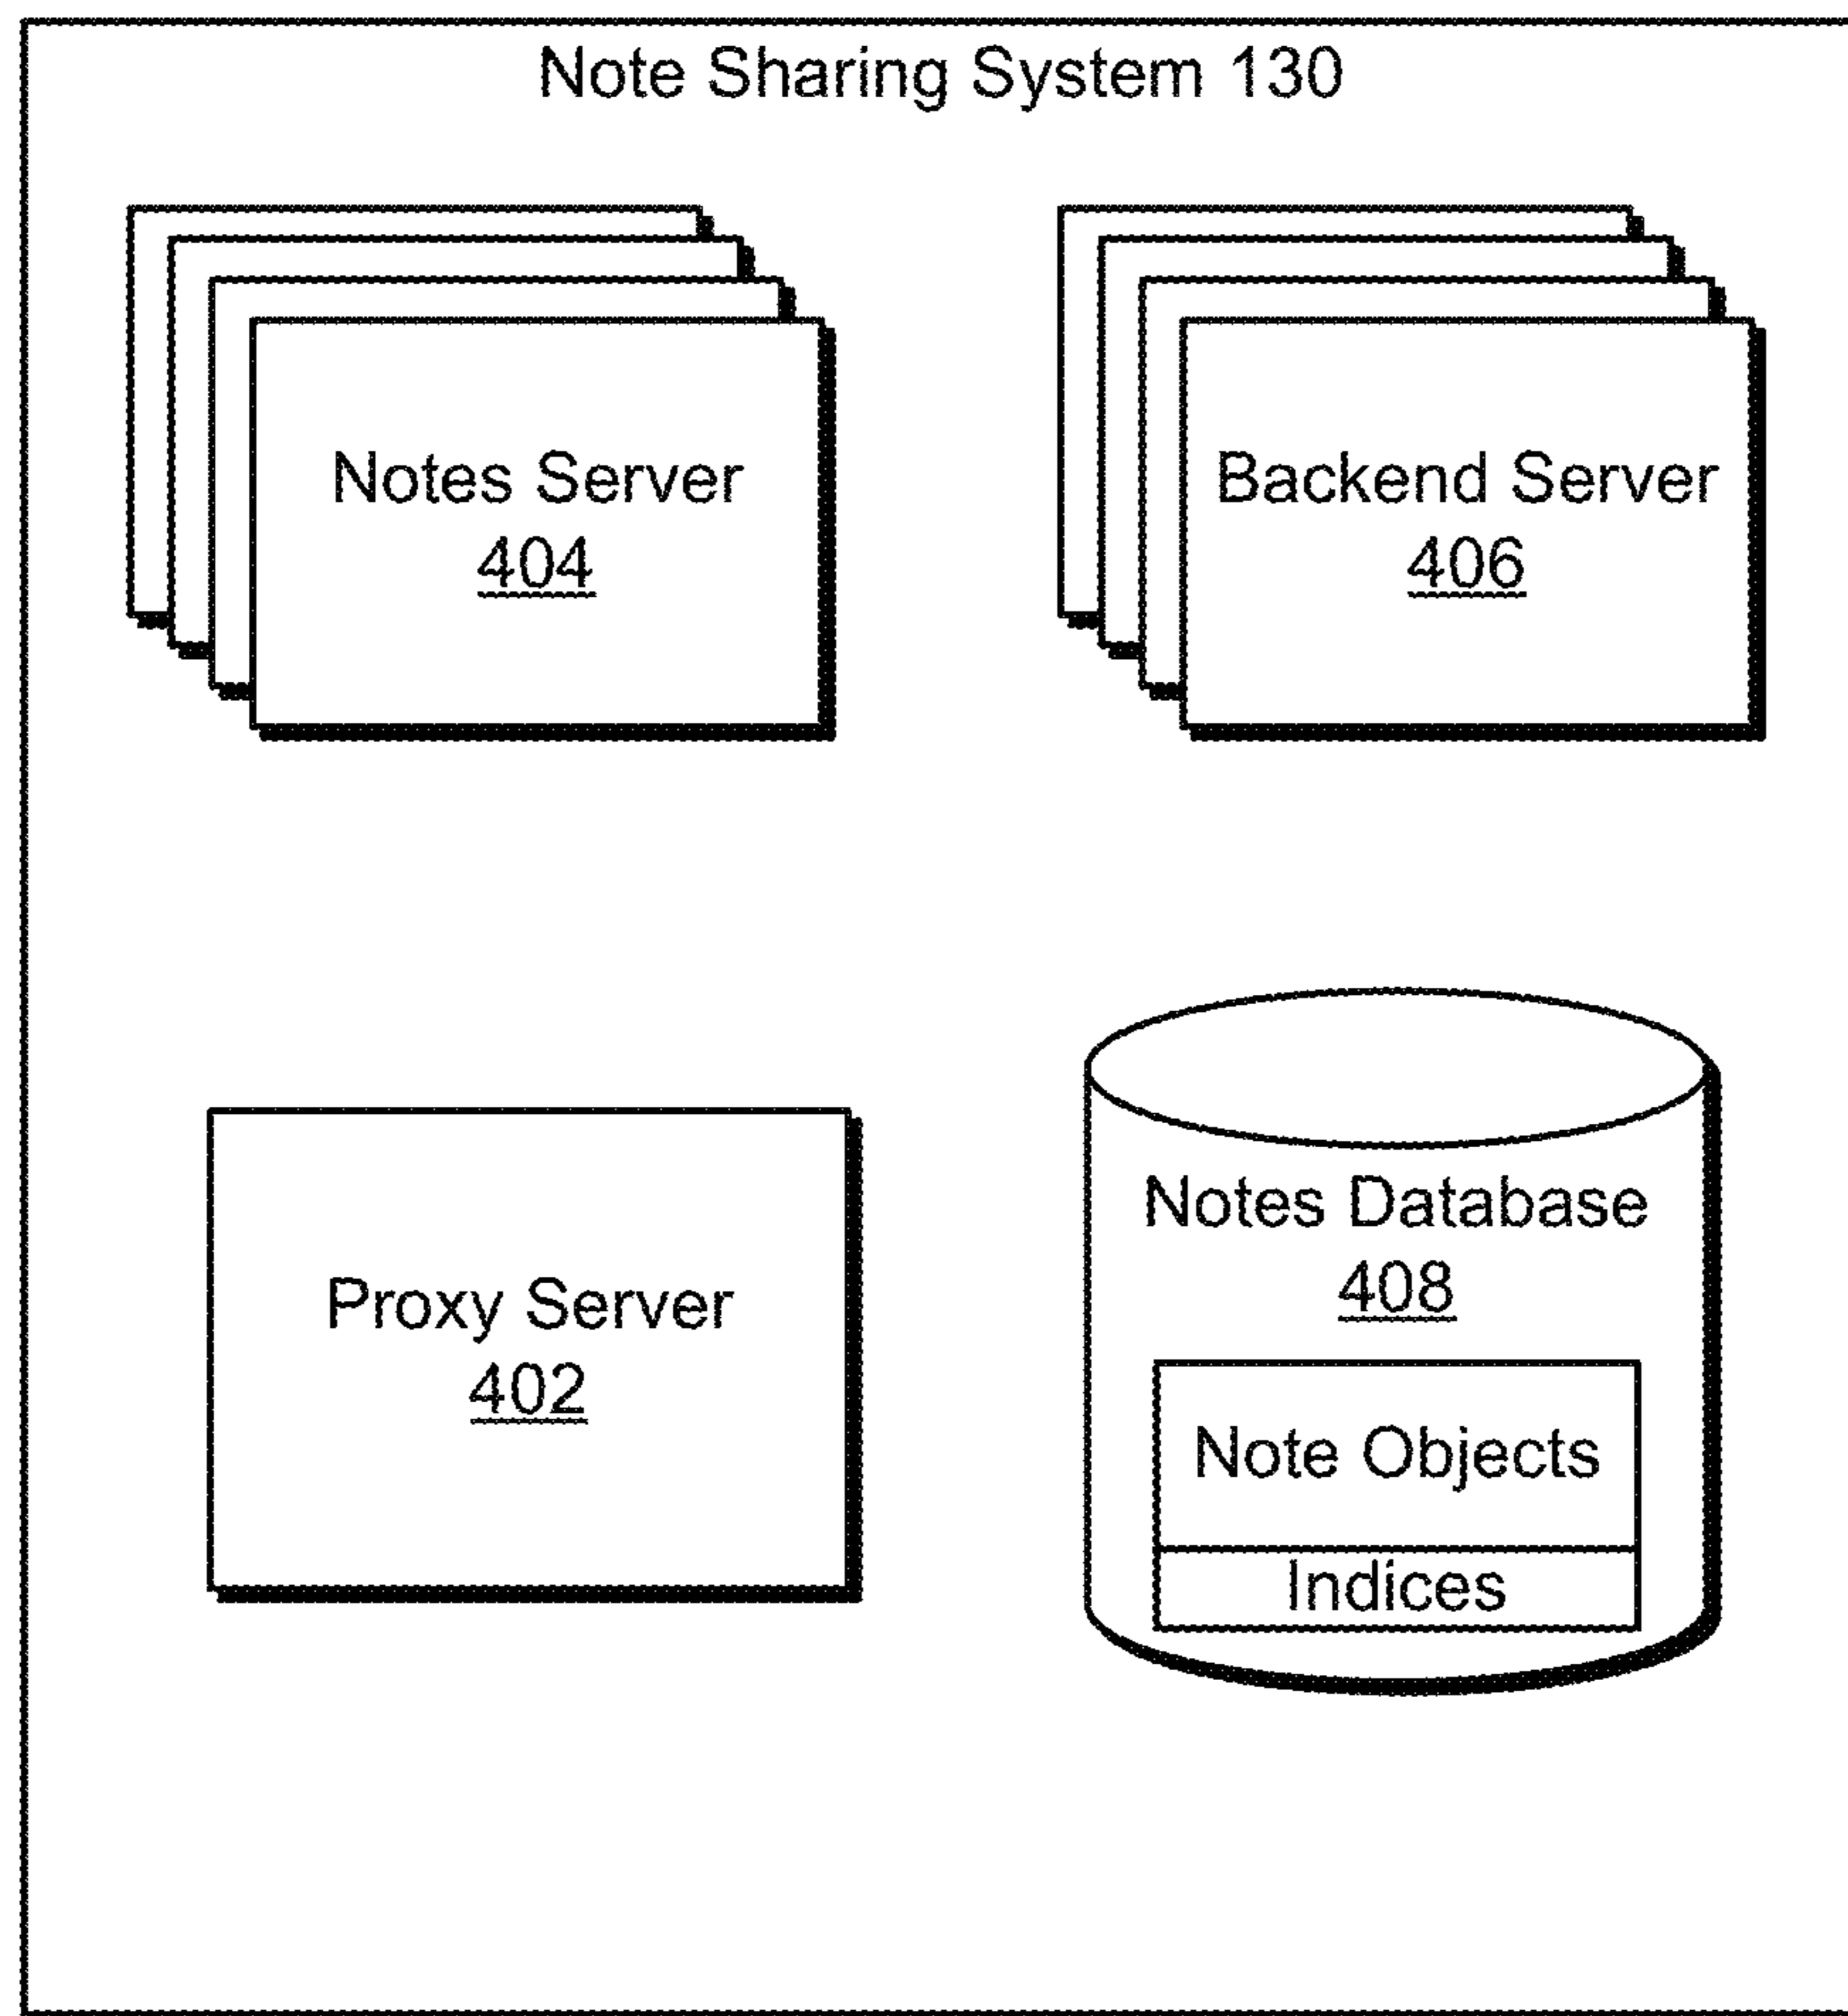 Note Sharing System 130
Notes Server
404
Backend Server
406
Proxy Server
402
Notes Database
408
Note Objects
Indices